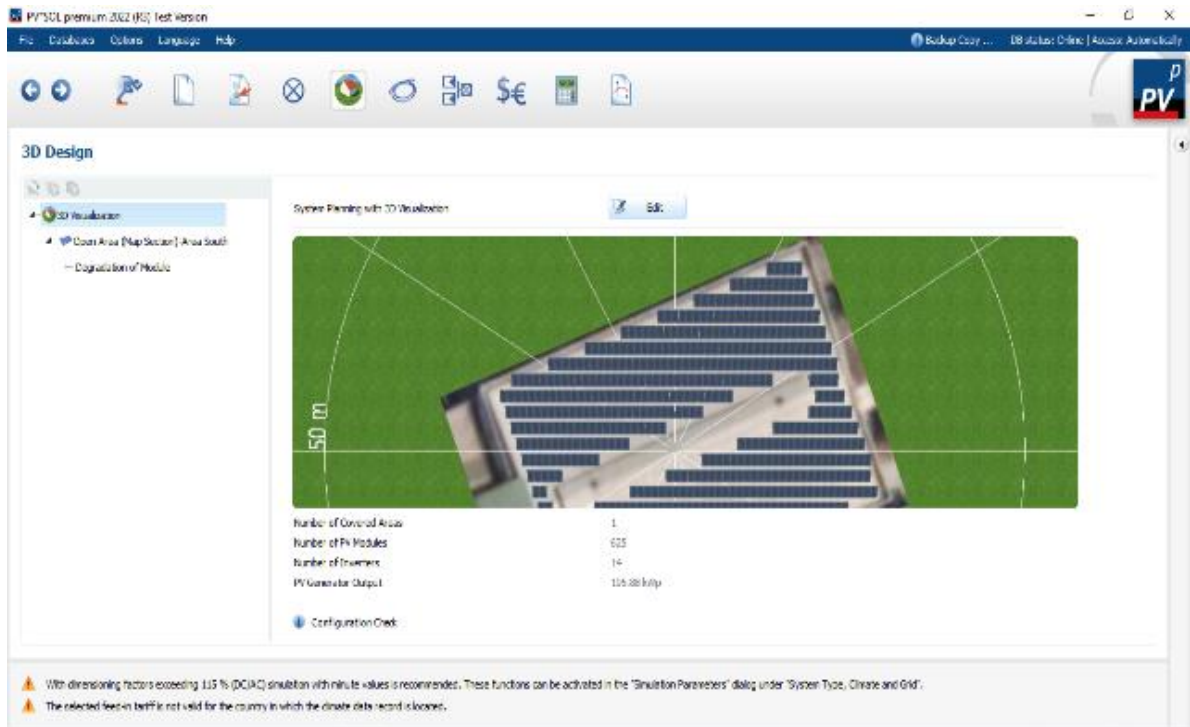 PV*SOL premium 2022 (R3) Test Version
File Databases Options Language Help
Backup Copy ... DB status: Online | Access: Automatically
$€
p
PV
3D Design
3D Visualization
Open Area (Map Section)-Area South
Degradation of Module
System Planning with 3D Visualization
Edit
50 m
Number of Covered Areas 1
Number of PV Modules 625
Number of Inverters 14
PV Generator Output kWp
Configuration Check
With dimensioning factors exceeding 115 % (DC/AC) simulation with minute values is recommended. These functions can be activated in the "Simulation Parameters" dialog under "System Type, Climate and Grid".
The selected feed-in tariff is not valid for the country in which the climate data record is located.